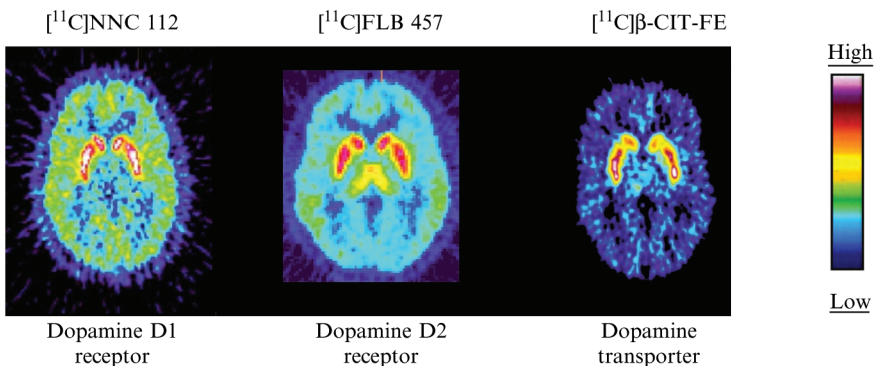 [¹¹C]NNC 112
[¹¹C]FLB 457
[¹¹C]β-CIT-FE
High
Low
Dopamine D1
receptor
Dopamine D2
receptor
Dopamine
transporter